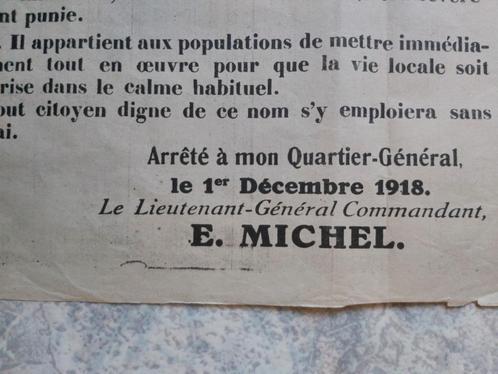 nt punie.
. Il appartient aux populations de mettre immédia-
ment tout en œuvre pour que la vie locale soit
rise dans le calme habituel.
out citoyen digne de ce nom s'y emploiera sans
ai.
Arrêté à mon Quartier-Général,
le 1er Décembre 1918.
Le Lieutenant-Général Commandant,
E. MICHEL.